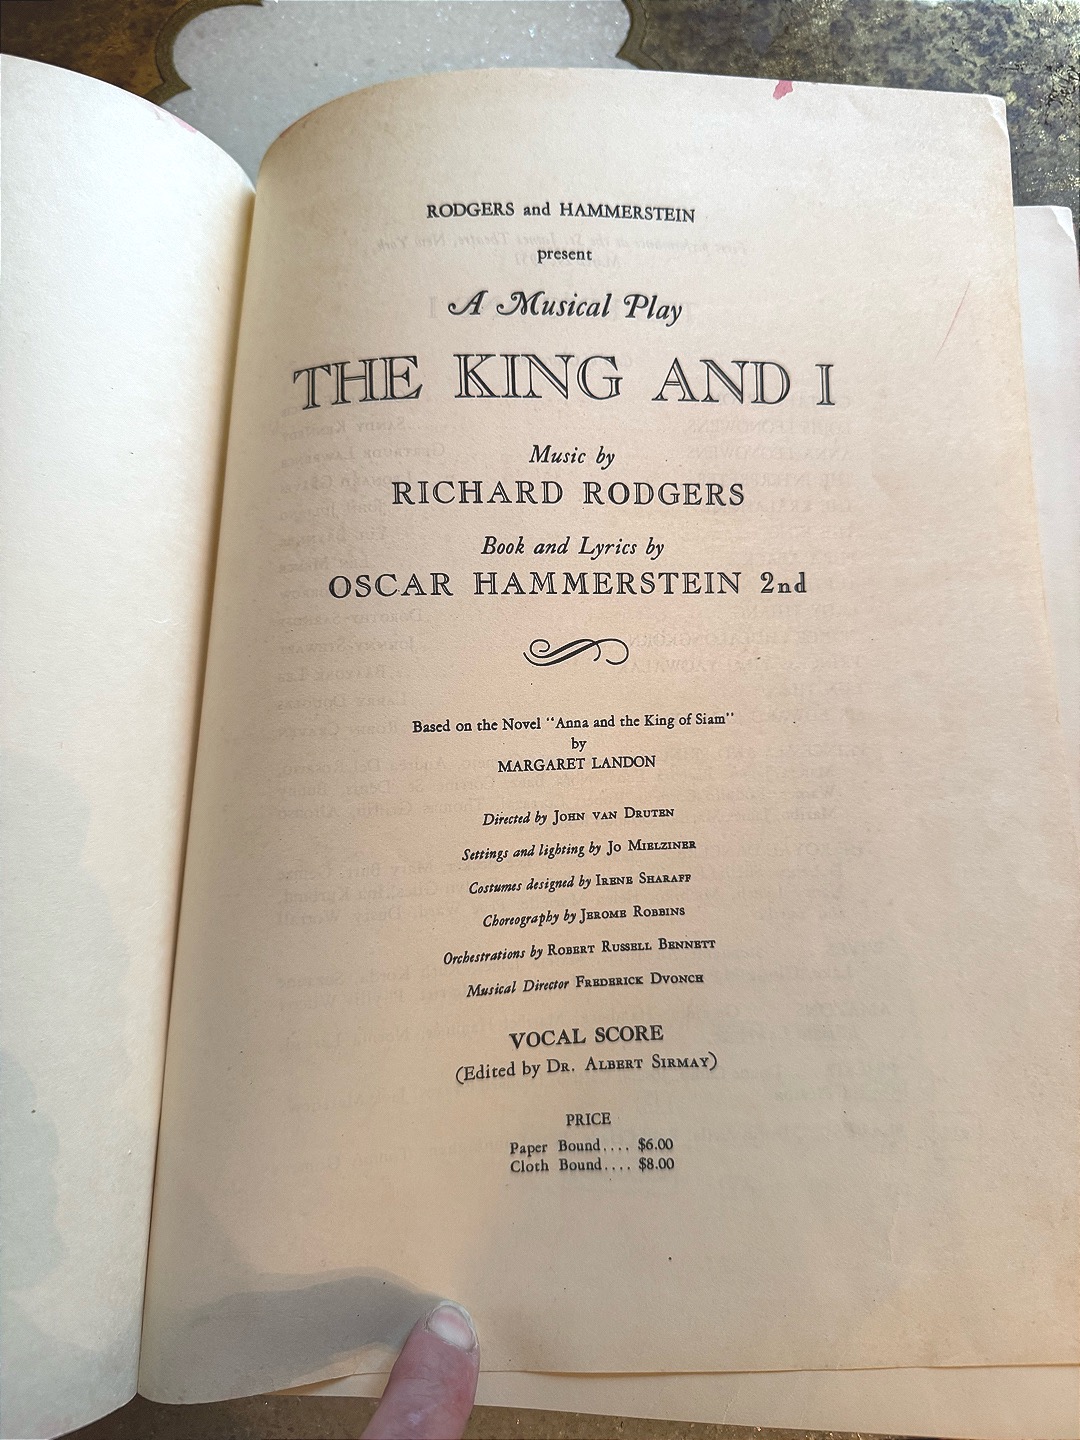 RODGERS and HAMMERSTEIN
present
A Musical Play
THE KING AND I
Music by
RICHARD RODGERS
Book and Lyrics by
OSCAR HAMMERSTEIN 2nd
Based on the Novel "Anna and the King of Siam"
by
MARGARET LANDON
Directed by JOHN VAN DRUTEN
Settings and lighting by JO MIELZINER
Costumes designed by IRENE SHARAFF
Choreography by JEROME ROBBINS
Orchestrations by ROBERT RUSSELL BENNETT
Musical Director FREDERICK DVONCH
VOCAL SCORE
(Edited by DR. ALBERT SIRMAY)
PRICE
Paper Bound.... $6.00
Cloth Bound.... $8.00